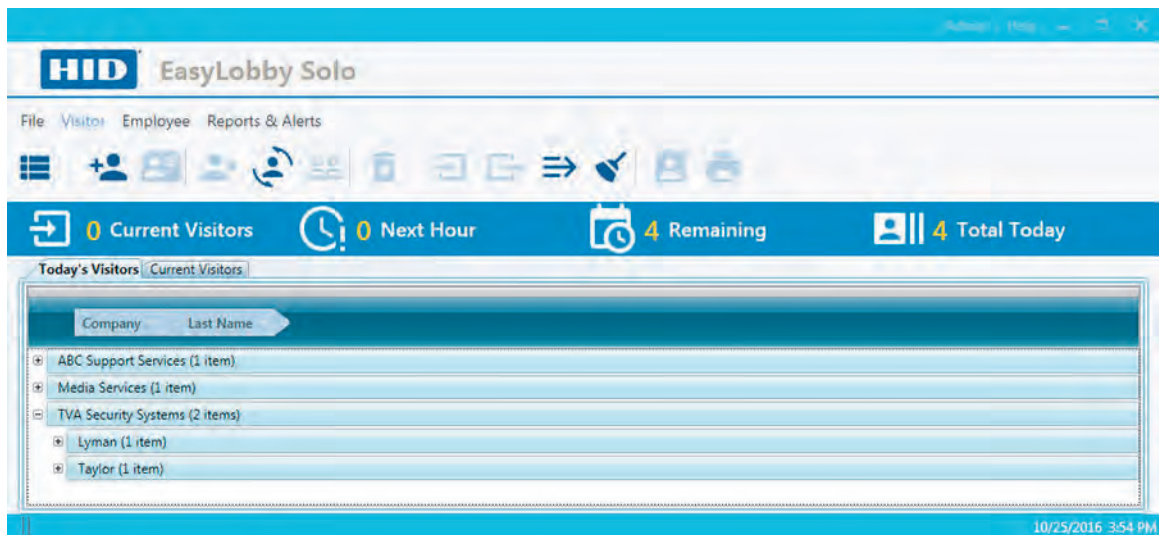 Admin Help
HID EasyLobby Solo
File Visitor Employee Reports & Alerts
0 Current Visitors 0 Next Hour 4 Remaining 4 Total Today
Today's Visitors Current Visitors
Company Last Name
ABC Support Services (1 item)
Media Services (1 item)
TVA Security Systems (2 items)
Lyman (1 item)
Taylor (1 item)
10/25/2016 3:54 PM